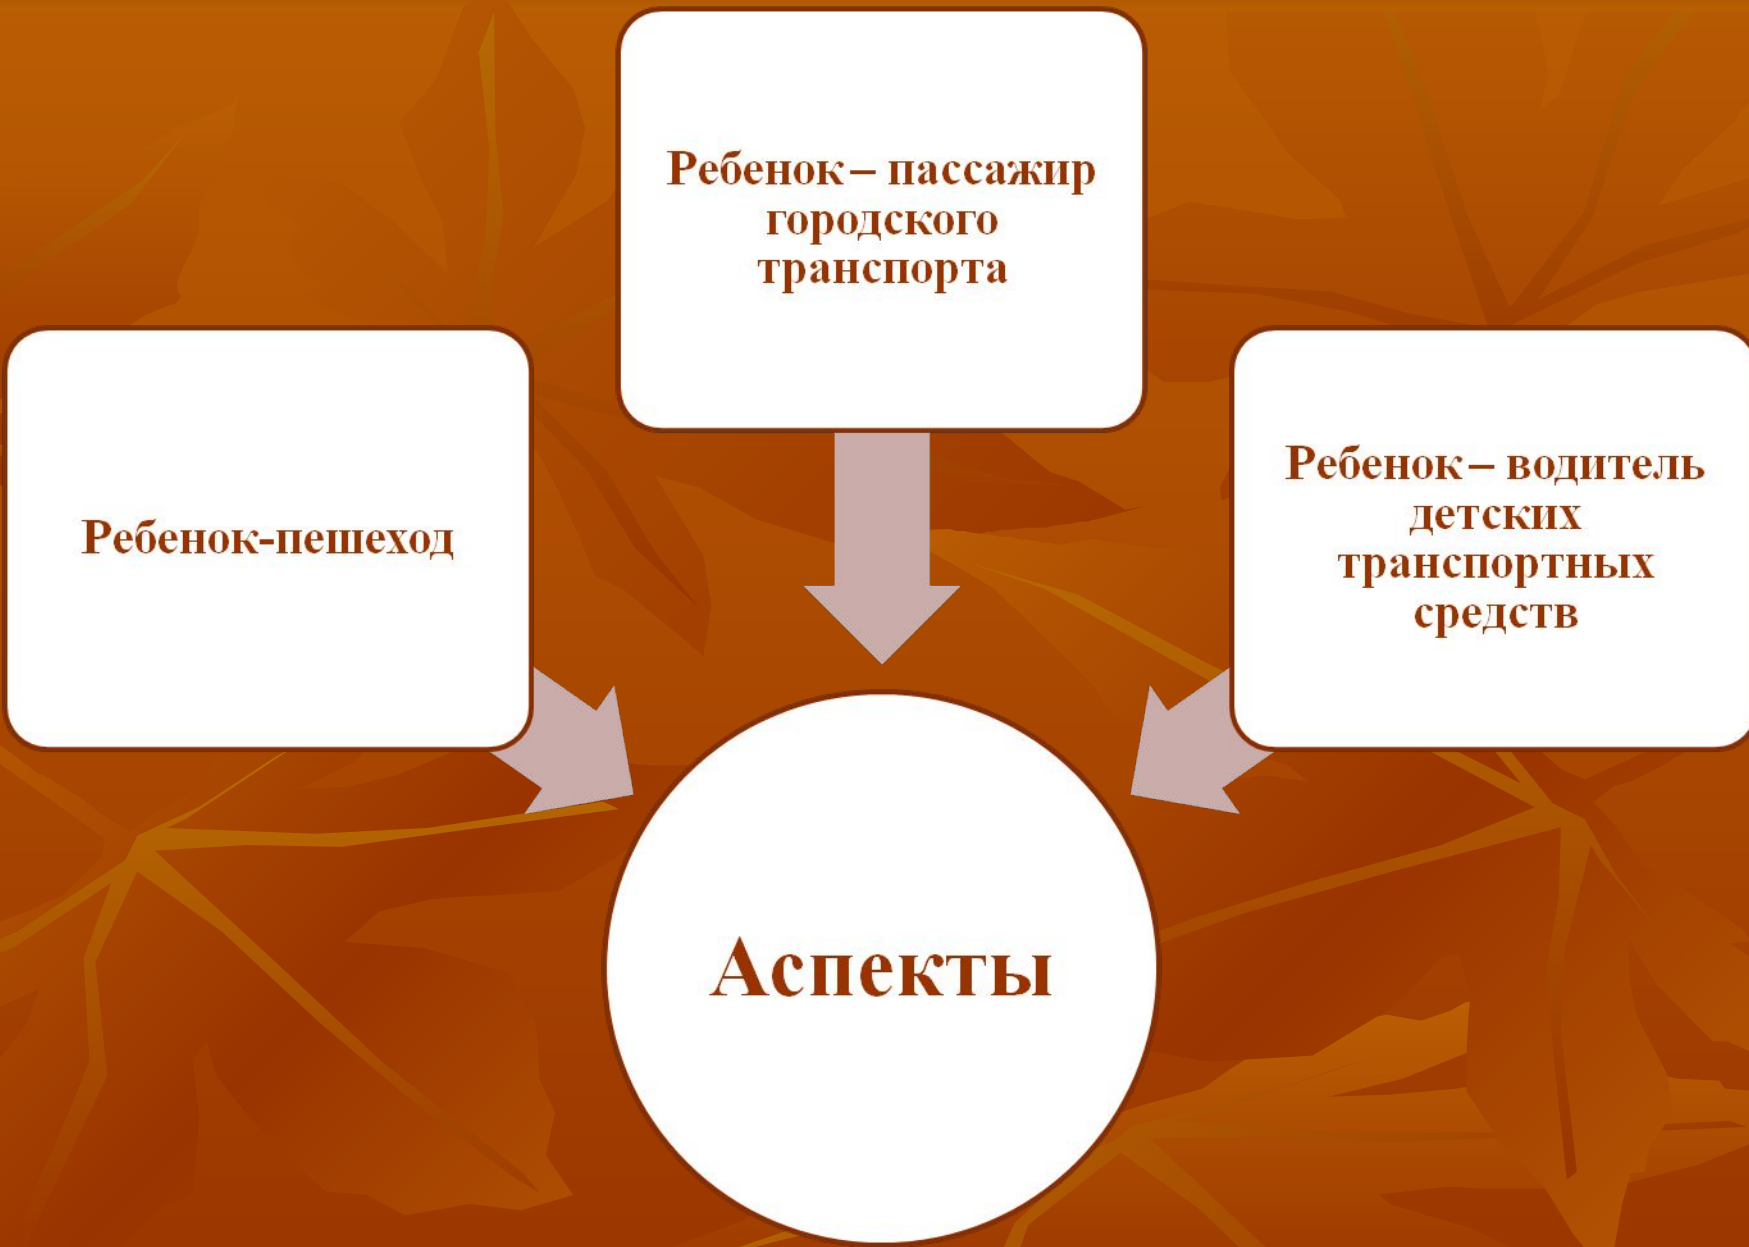 Ребенок – пассажир
городского
транспорта
Ребенок-пешеход
Ребенок – водитель
детских
транспортных
средств
Аспекты